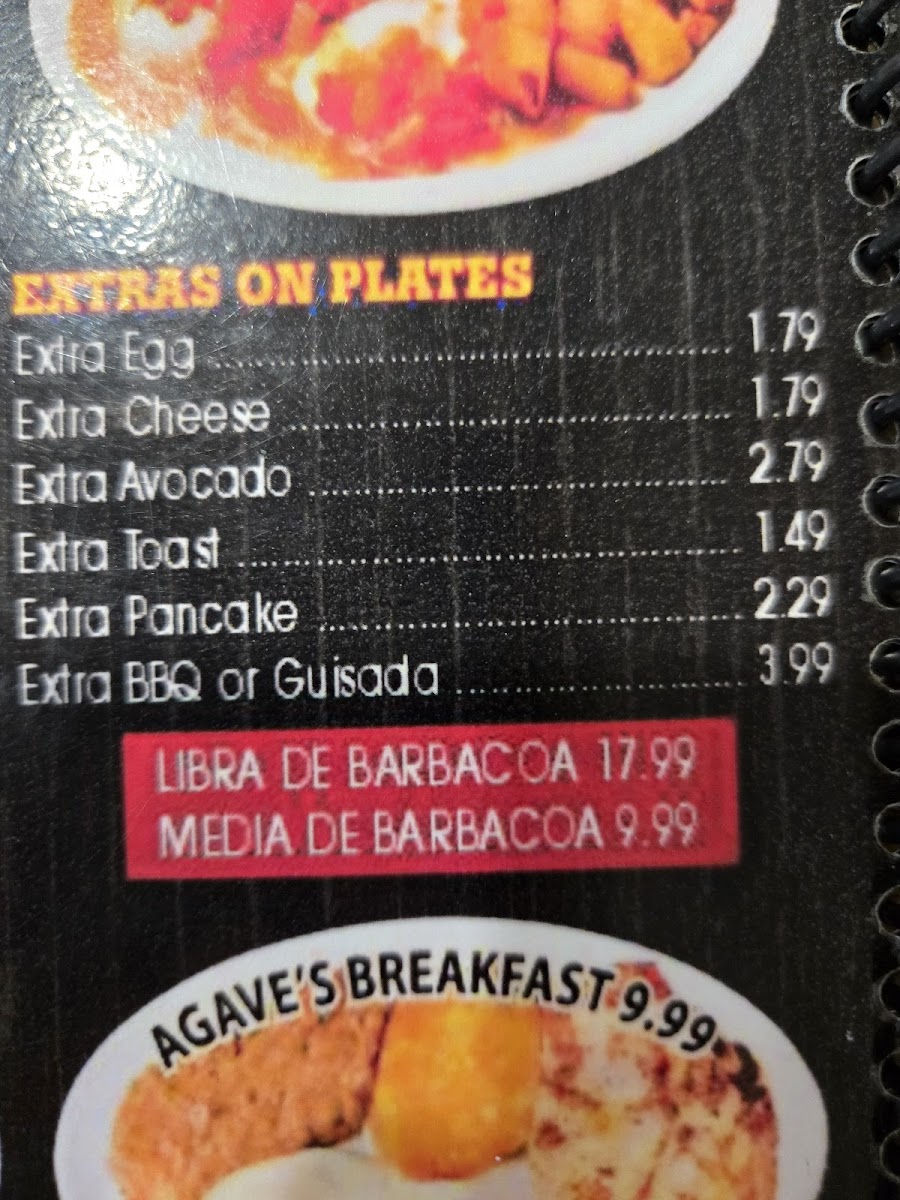 EXTRAS ON PLATES
Extra Egg ........ 1.79
Extra Cheese ........ 1.79
Extra Avocado ........ 2.79
Extra Toast ........ 1.49
Extra Pancake ........ 2.29
Extra BBQ or Guisada ........ 3.99
LIBRA DE BARBACOA 17.99
MEDIA DE BARBACOA 9.99
AGAVE'S BREAKFAST 9.99